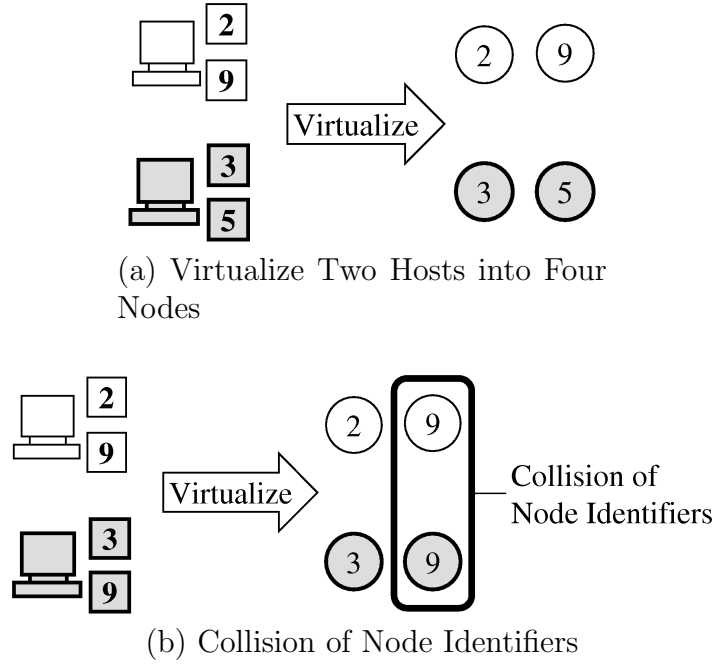 2
9
Virtualize
2 9
3
5
3 5
(a) Virtualize Two Hosts into Four
Nodes
2
9
Virtualize
2 9
Collision of
Node Identifiers
3
9
3 9
(b) Collision of Node Identifiers